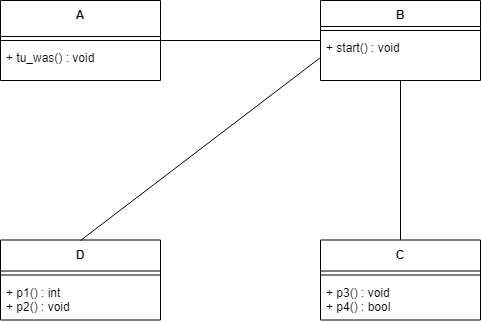 A
+ tu_was() : void
B
+ start() : void
D
+ p1() : int
+ p2() : void
C
+ p3() : void
+ p4() : bool